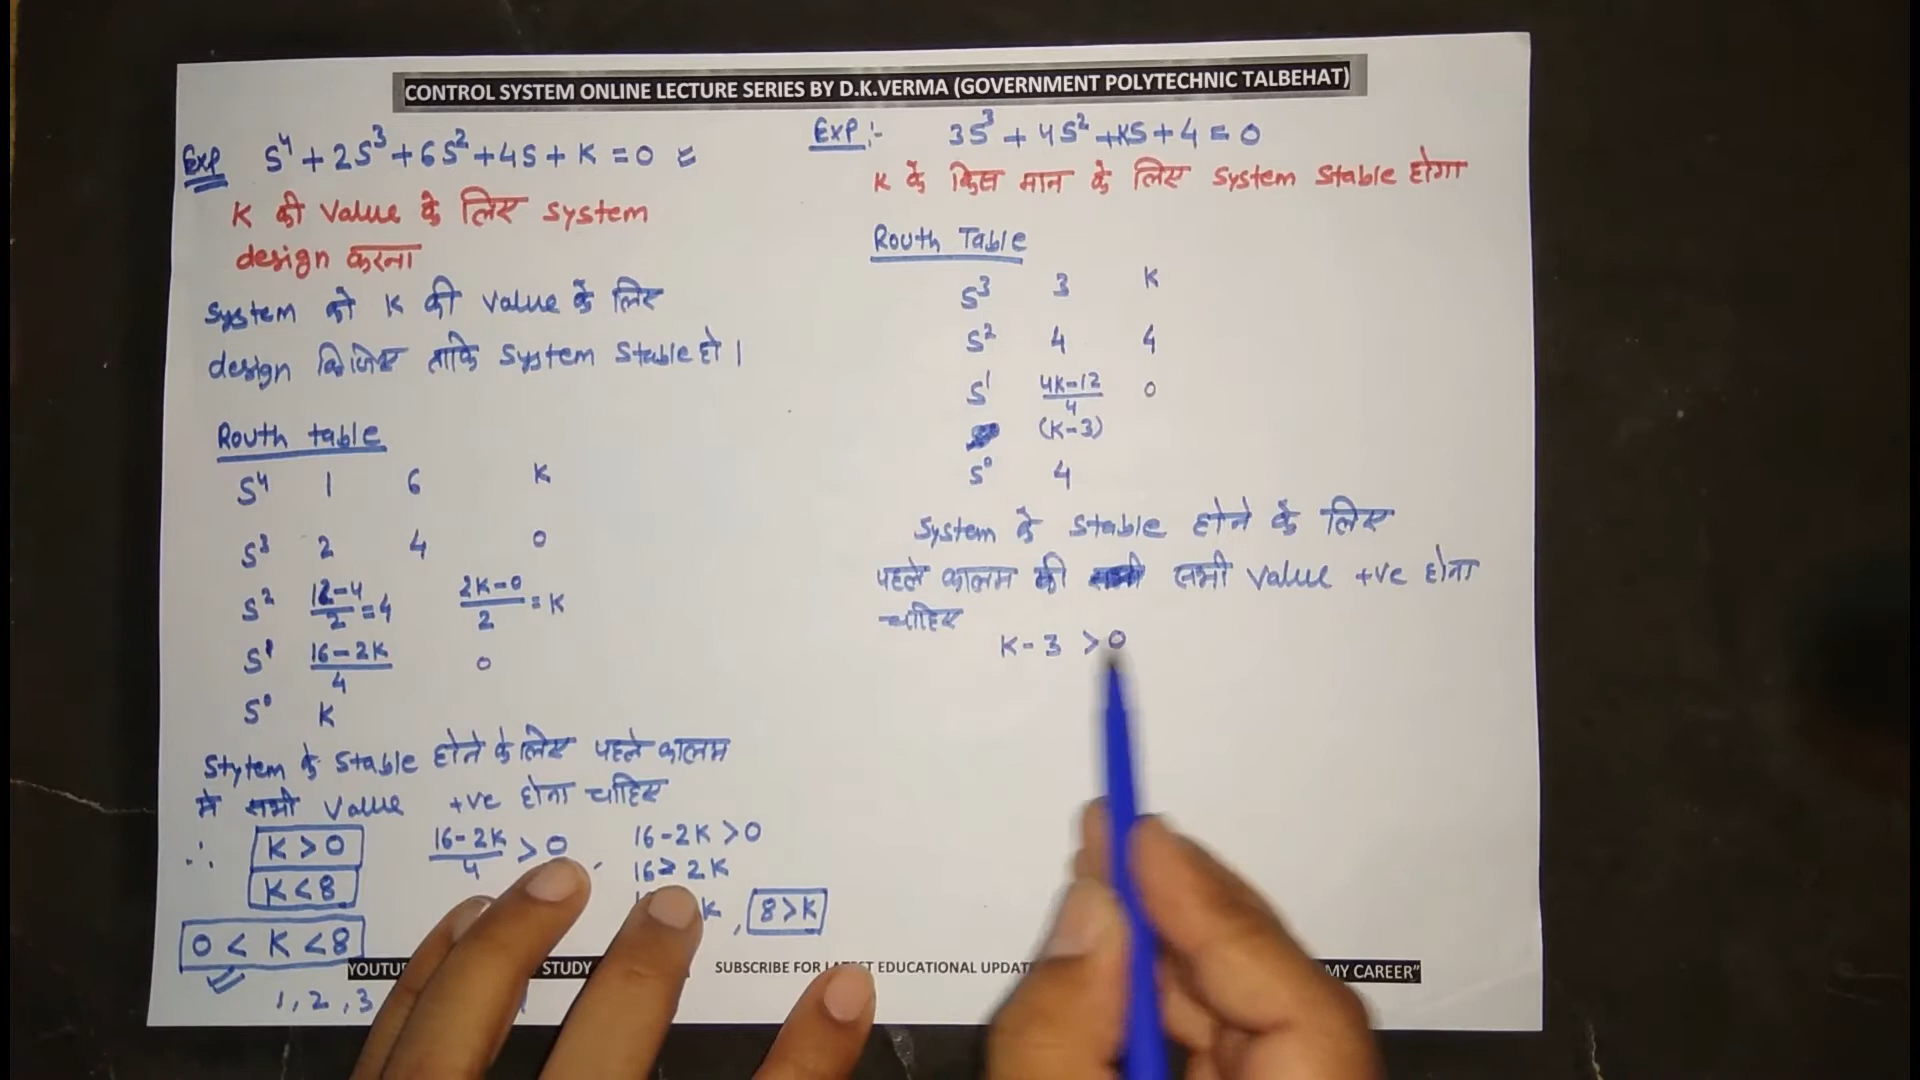 CONTROL SYSTEM ONLINE LECTURE SERIES BY D.K.VERMA (GOVERNMENT POLYTECHNIC TALBEHAT)
Exp S⁴ + 2S³ + 6S² + 4S + K = 0
K की Value के लिए system
design करना
System को K की Value के लिए
design किजिए ताकि System Stable हो ।
Routh table
S⁴ 1 6 K
S³ 2 4 0
S² (12-4)/2 = 4 (2K-0)/2 = K
S¹ (16-2K)/4 0
S⁰ K
Stytem के Stable होने के लिए पहले कालम
मे सभी Value +ve होना चाहिए
∴ K > 0 (16-2K)/4 > 0 , 16-2K > 0
K < 8 16 > 2K
K , 8 > K
0 < K < 8
1, 2, 3
Exp :- 3S³ + 4S² + KS + 4 = 0
K के किस मान के लिए System Stable होगा
Routh Table
S³ 3 K
S² 4 4
S¹ (4K-12)/4 0
(K-3)
S⁰ 4
System के Stable होने के लिए
पहले कालम की सभी Value +ve होना
चाहिए
K-3 > 0
STUDY SUBSCRIBE FOR EDUCATIONAL MY CAREER"